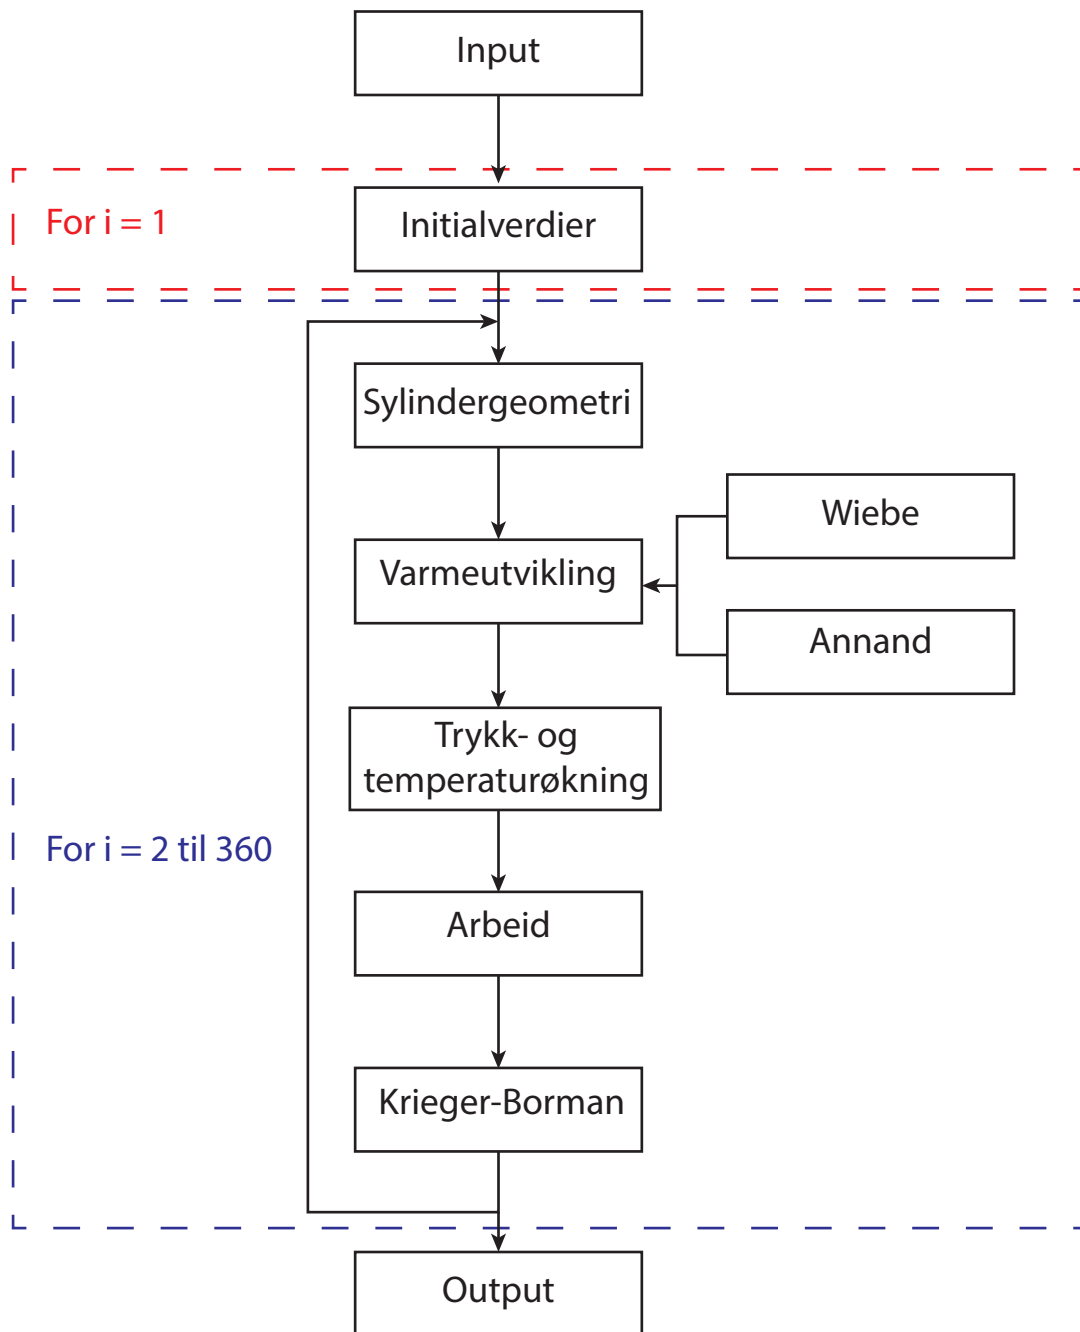 Input
For i = 1
Initialverdier
Sylindergeometri
Wiebe
Varmeutvikling
Annand
Trykk- og
temperaturøkning
For i = 2 til 360
Arbeid
Krieger-Borman
Output